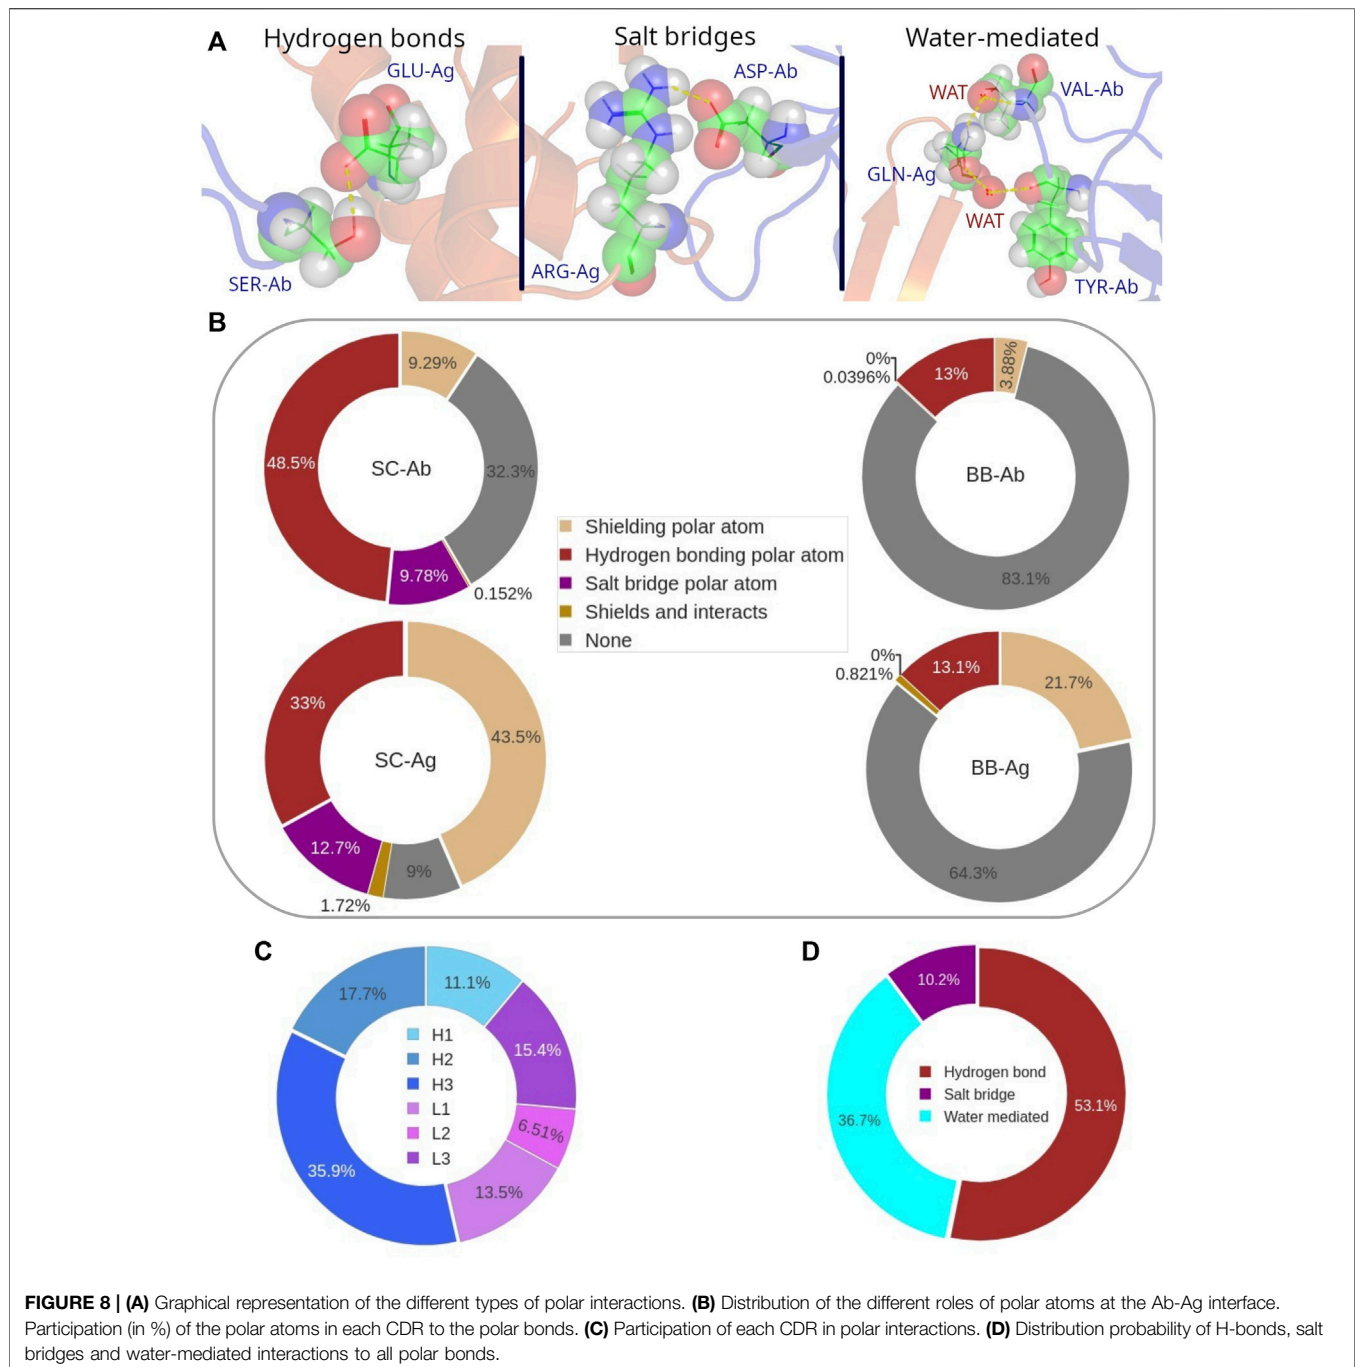 A
Hydrogen bonds
Salt bridges
Water-mediated
GLU-Ag
SER-Ab
ASP-Ab
ARG-Ag
WAT
VAL-Ab
GLN-Ag
WAT
TYR-Ab
B
9.29%
48.5%
SC-Ab
32.3%
9.78%
0.152%
0%
0.0396%
13%
3.88%
BB-Ab
83.1%
Shielding polar atom
Hydrogen bonding polar atom
Salt bridge polar atom
Shields and interacts
None
33%
43.5%
SC-Ag
12.7%
9%
1.72%
0%
0.821%
13.1%
21.7%
BB-Ag
64.3%
C
17.7%
11.1%
15.4%
6.51%
13.5%
35.9%
H1
H2
H3
L1
L2
L3
D
10.2%
36.7%
53.1%
Hydrogen bond
Salt bridge
Water mediated
FIGURE 8 | (A) Graphical representation of the different types of polar interactions. (B) Distribution of the different roles of polar atoms at the Ab-Ag interface.
Participation (in %) of the polar atoms in each CDR to the polar bonds. (C) Participation of each CDR in polar interactions. (D) Distribution probability of H-bonds, salt
bridges and water-mediated interactions to all polar bonds.